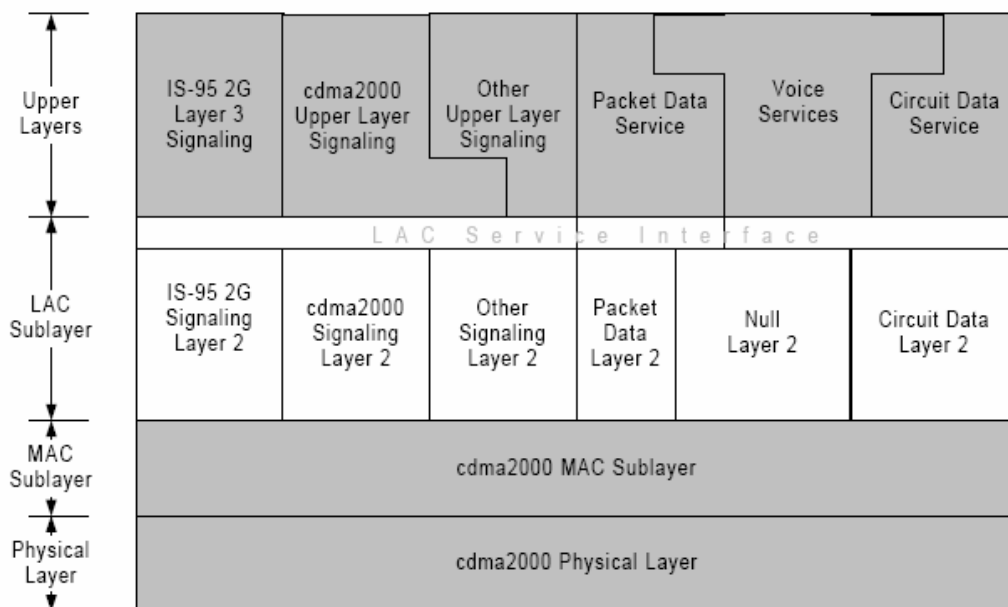 Upper
Layers
IS-95 2G
Layer 3
Signaling
cdma2000
Upper Layer
Signaling
Other
Upper Layer
Signaling
Packet Data
Service
Voice
Services
Circuit Data
Service
LAC Service Interface
LAC
Sublayer
IS-95 2G
Signaling
Layer 2
cdma2000
Signaling
Layer 2
Other
Signaling
Layer 2
Packet
Data
Layer 2
Null
Layer 2
Circuit Data
Layer 2
MAC
Sublayer
cdma2000 MAC Sublayer
Physical
Layer
cdma2000 Physical Layer